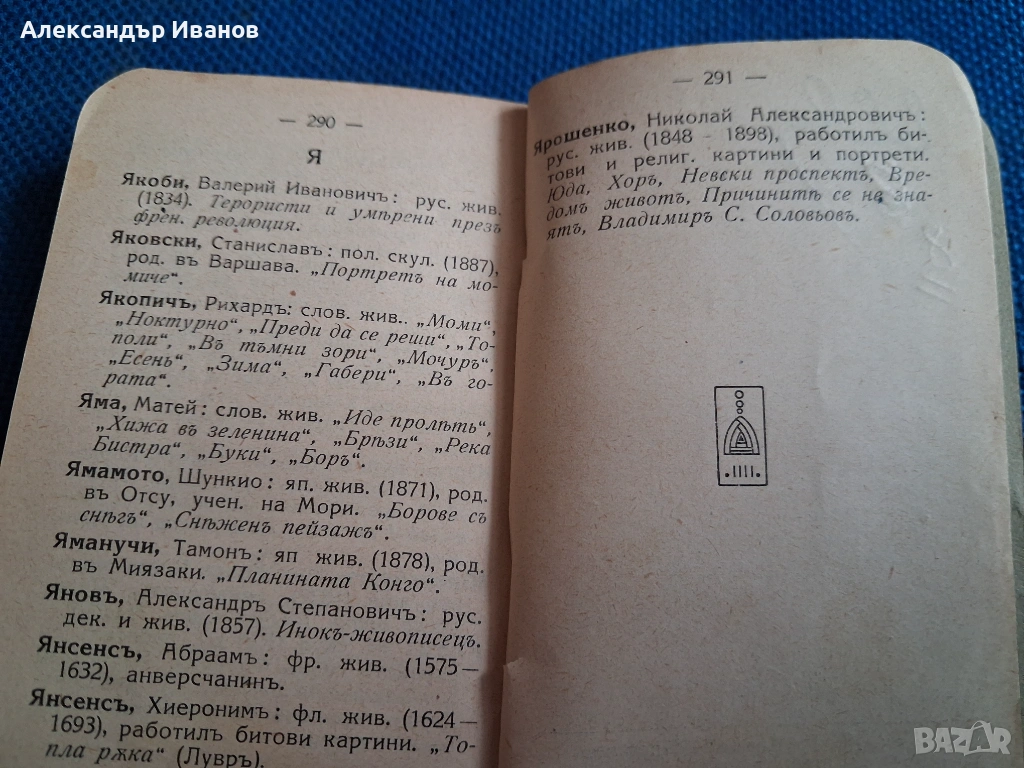 Александър Иванов
— 290 —
Я
Якоби, Валерий Ивановичъ: рус. жив.
(1834). Терористи и умѣрени презъ
френ. революция.
Яковски, Станиславъ: пол. скул. (1887),
род. въ Варшава. „Портретъ на мо-
миче“.
Якопичъ, Рихардъ: слов. жив.. „Моми“,
„Ноктурно“, „Преди да се реши“, „То-
поли“, „Въ тъмни зори“, „Мочуръ“,
„Есень“, „Зима“, „Габери“, „Въ го-
рата“.
Яма, Матей: слов. жив. „Иде пролѣть“,
„Хижа въ зеленина“, „Брѣзи“, „Река
Бистра“, „Буки“, „Боръ“.
Ямамото, Шункио: яп. жив. (1871), род.
въ Отсу, учен. на Мори. „Борове съ
снѣгъ“, „Снѣженъ пейзажъ“.
Яманучи, Тамонъ: яп жив. (1878), род.
въ Миязаки. „Планината Конго“.
Яновъ, Александръ Степановичъ: рус.
дек. и жив. (1857). Инокъ-живописецъ.
Янсенсъ, Абраамъ: фр. жив. (1575—
1632), анверсчанинъ.
Янсенсъ, Хиеронимъ: фл. жив. (1624—
1693), работилъ битови картини. „То-
пла рѫка“ (Лувръ).
— 291 —
Ярошенко, Николай Александровичъ:
рус. жив. (1848 - 1898), работилъ би-
тови и религ. картини и портрети.
Юда, Хоръ, Невски проспектъ, Вре-
домъ животъ, Причинитѣ се не зна-
ятъ, Владимиръ С. Соловьовъ.
BAZAR